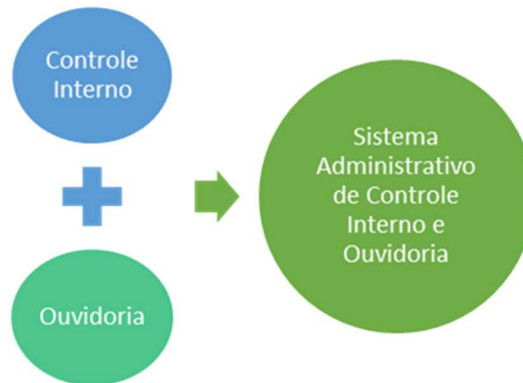 Controle
Interno
Ouvidoria
Sistema
Administrativo
de Controle
Interno e
Ouvidoria